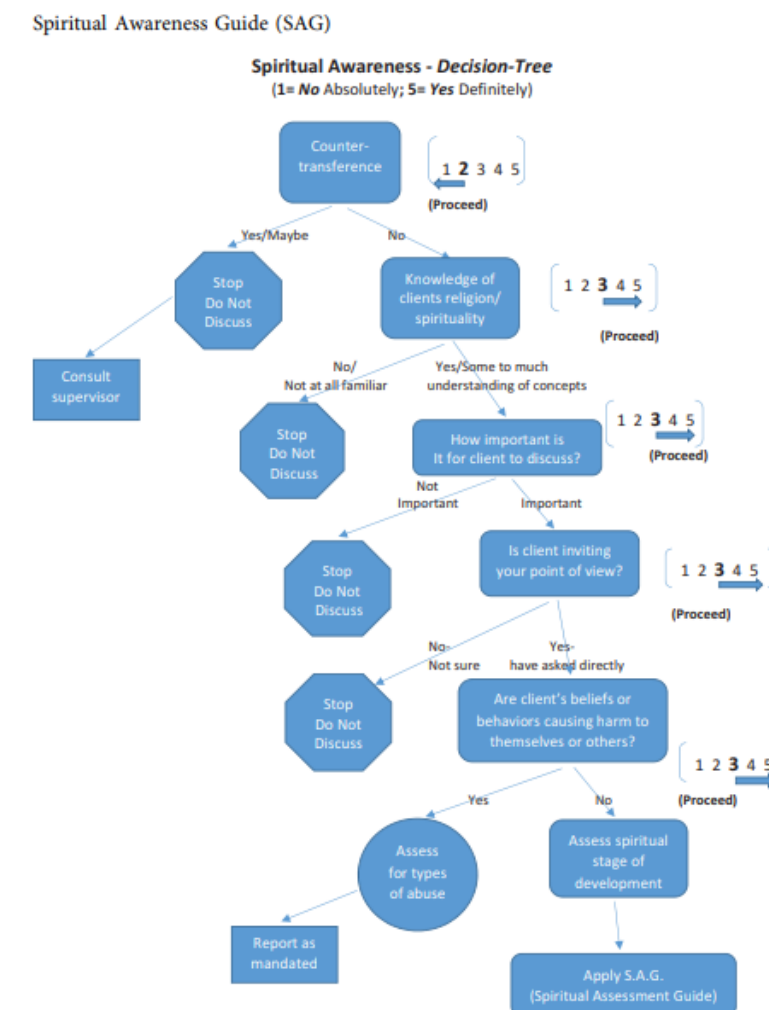 Spiritual Awareness Guide (SAG)
Spiritual Awareness - Decision-Tree
(1= No Absolutely; 5= Yes Definitely)
Counter-
transference
1 2 3 4 5
(Proceed)
Yes/Maybe
No
Stop
Do Not
Discuss
Knowledge of
clients religion/
spirituality
1 2 3 4 5
(Proceed)
Consult
supervisor
No/
Not at all familiar
Yes/Some to much
understanding of concepts
Stop
Do Not
Discuss
How important is
It for client to discuss?
1 2 3 4 5
(Proceed)
Not
Important
Important
Stop
Do Not
Discuss
Is client inviting
your point of view?
1 2 3 4 5
(Proceed)
No-
Not sure
Yes-
have asked directly
Stop
Do Not
Discuss
Are client's beliefs or
behaviors causing harm to
themselves or others?
1 2 3 4 5
(Proceed)
Yes
No
Assess
for types
of abuse
Assess spiritual
stage of
development
Report as
mandated
Apply S.A.G.
(Spiritual Assessment Guide)